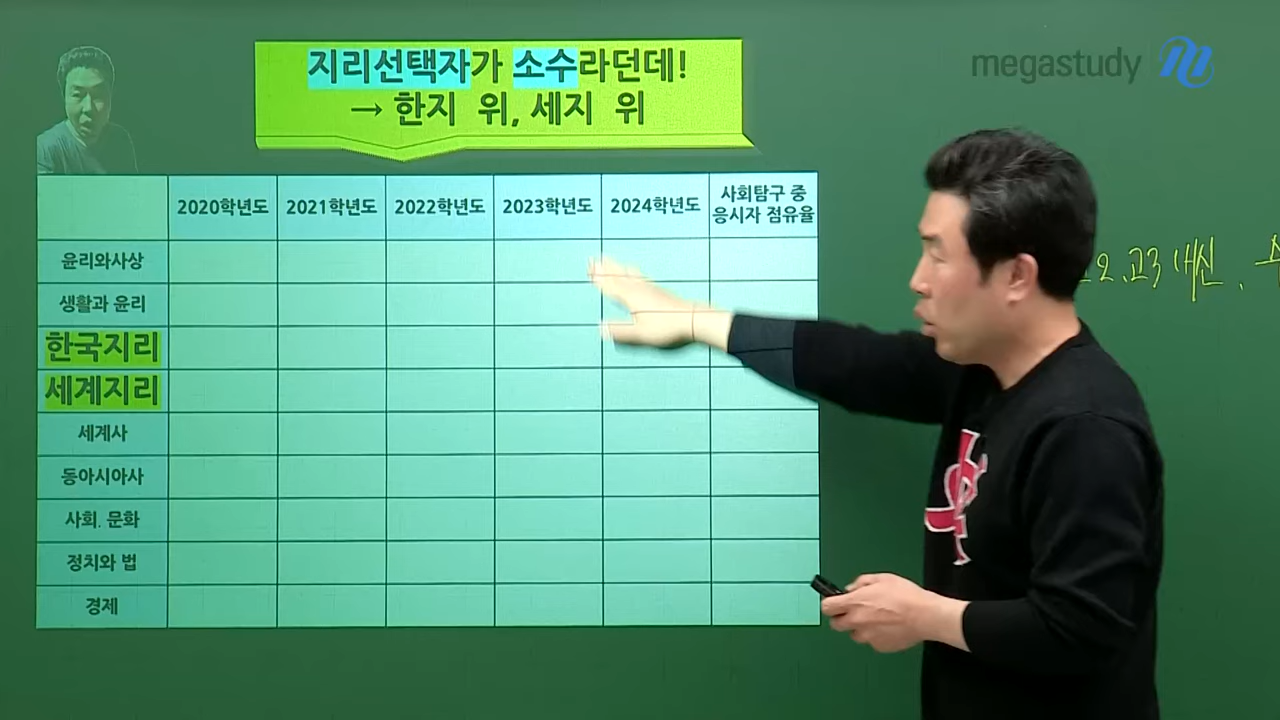 지리선택자가 소수라던데!
→ 한지 위, 세지 위
megastudy
2020학년도 2021학년도 2022학년도 2023학년도 2024학년도 사회탐구 중
응시자 점유율
윤리와사상
생활과 윤리
한국지리
세계지리
세계사
동아시아사
사회. 문화
정치와 법
경제
고2、고3 내신、